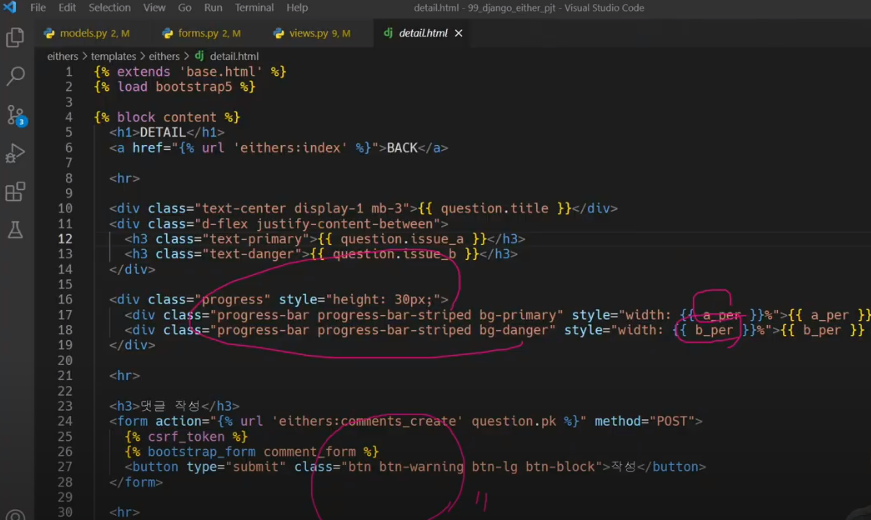 File Edit Selection View Go Run Terminal Help detail.html - 99_django_either_pjt - Visual Studio Code
models.py 2, M forms.py 2, M views.py 9, M dj detail.html ×
eithers > templates > eithers > dj detail.html
1 {% extends 'base.html' %}
2 {% load bootstrap5 %}
3
4 {% block content %}
5 <h1>DETAIL</h1>
6 <a href="{% url 'eithers:index' %}">BACK</a>
7
8 <hr>
9
10 <div class="text-center display-1 mb-3">{{ question.title }}</div>
11 <div class="d-flex justify-content-between">
12 <h3 class="text-primary">{{ question.issue_a }}</h3>
13 <h3 class="text-danger">{{ question.issue_b }}</h3>
14 </div>
15
16 <div class="progress" style="height: 30px;">
17 <div class="progress-bar progress-bar-striped bg-primary" style="width: {{ a_per }}%">{{ a_per }}
18 <div class="progress-bar progress-bar-striped bg-danger" style="width: {{ b_per }}%">{{ b_per }}
19 </div>
20
21 <hr>
22
23 <h3>댓글 작성</h3>
24 <form action="{% url 'eithers:comments_create' question.pk %}" method="POST">
25 {% csrf_token %}
26 {% bootstrap_form comment_form %}
27 <button type="submit" class="btn btn-warning btn-lg btn-block">작성</button>
28 </form>
29
30 <hr>
3